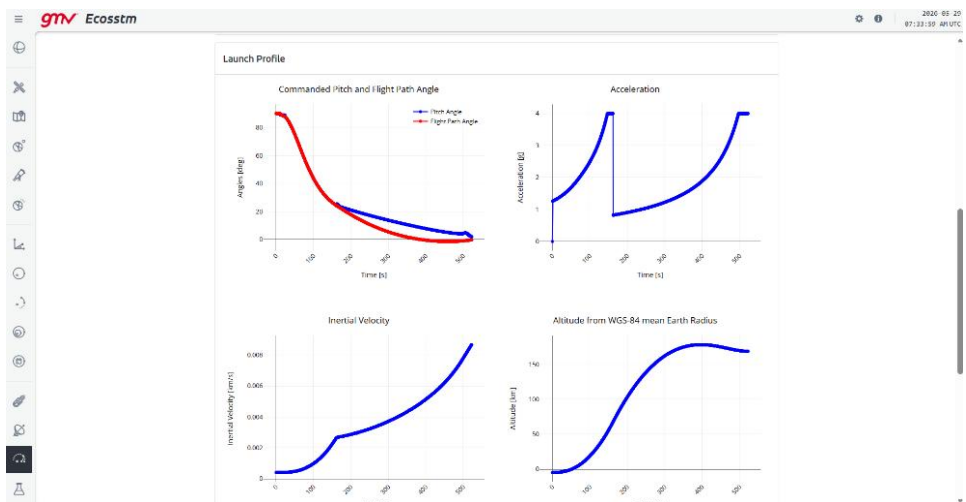 gmv Ecosstm
2020-05-29
07:33:59 AM UTC
Launch Profile
Commanded Pitch and Flight Path Angle
Pitch Angle
Flight Path Angle
Angles [deg]
80
60
40
20
0
0 100 200 300 400 500
Time [s]
Acceleration
Acceleration [g]
4
3
2
1
0
0 100 200 300 400 500
Time [s]
Inertial Velocity
Inertial Velocity [km/s]
0.008
0.006
0.004
0.002
0
0 100 200 300 400 500
Altitude from WGS-84 mean Earth Radius
Altitude [km]
150
100
50
0
0 100 200 300 400 500